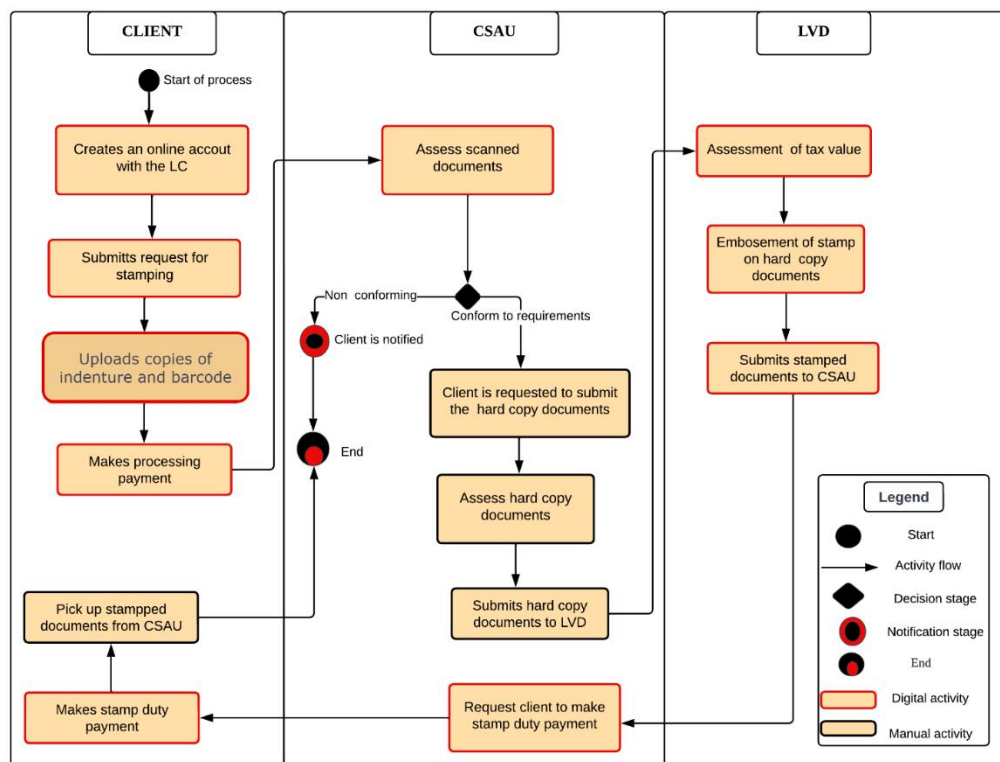 CLIENT
CSAU
LVD
Start of process
Creates an online accout
with the LC
Submitts request for
stamping
Uploads copies of
indenture and barcode
Makes processing
payment
Pick up stampped
documents from CSAU
Makes stamp duty
payment
Assess scanned
documents
Non conforming
Conform to requirements
Client is notified
End
Client is requested to submit
the hard copy documents
Assess hard copy
documents
Submits hard copy
documents to LVD
Request client to make
stamp duty payment
Assessment of tax value
Embosement of stamp
on hard copy
documents
Submits stamped
documents to CSAU
Legend
Start
Activity flow
Decision stage
Notification stage
End
Digital activity
Manual activity